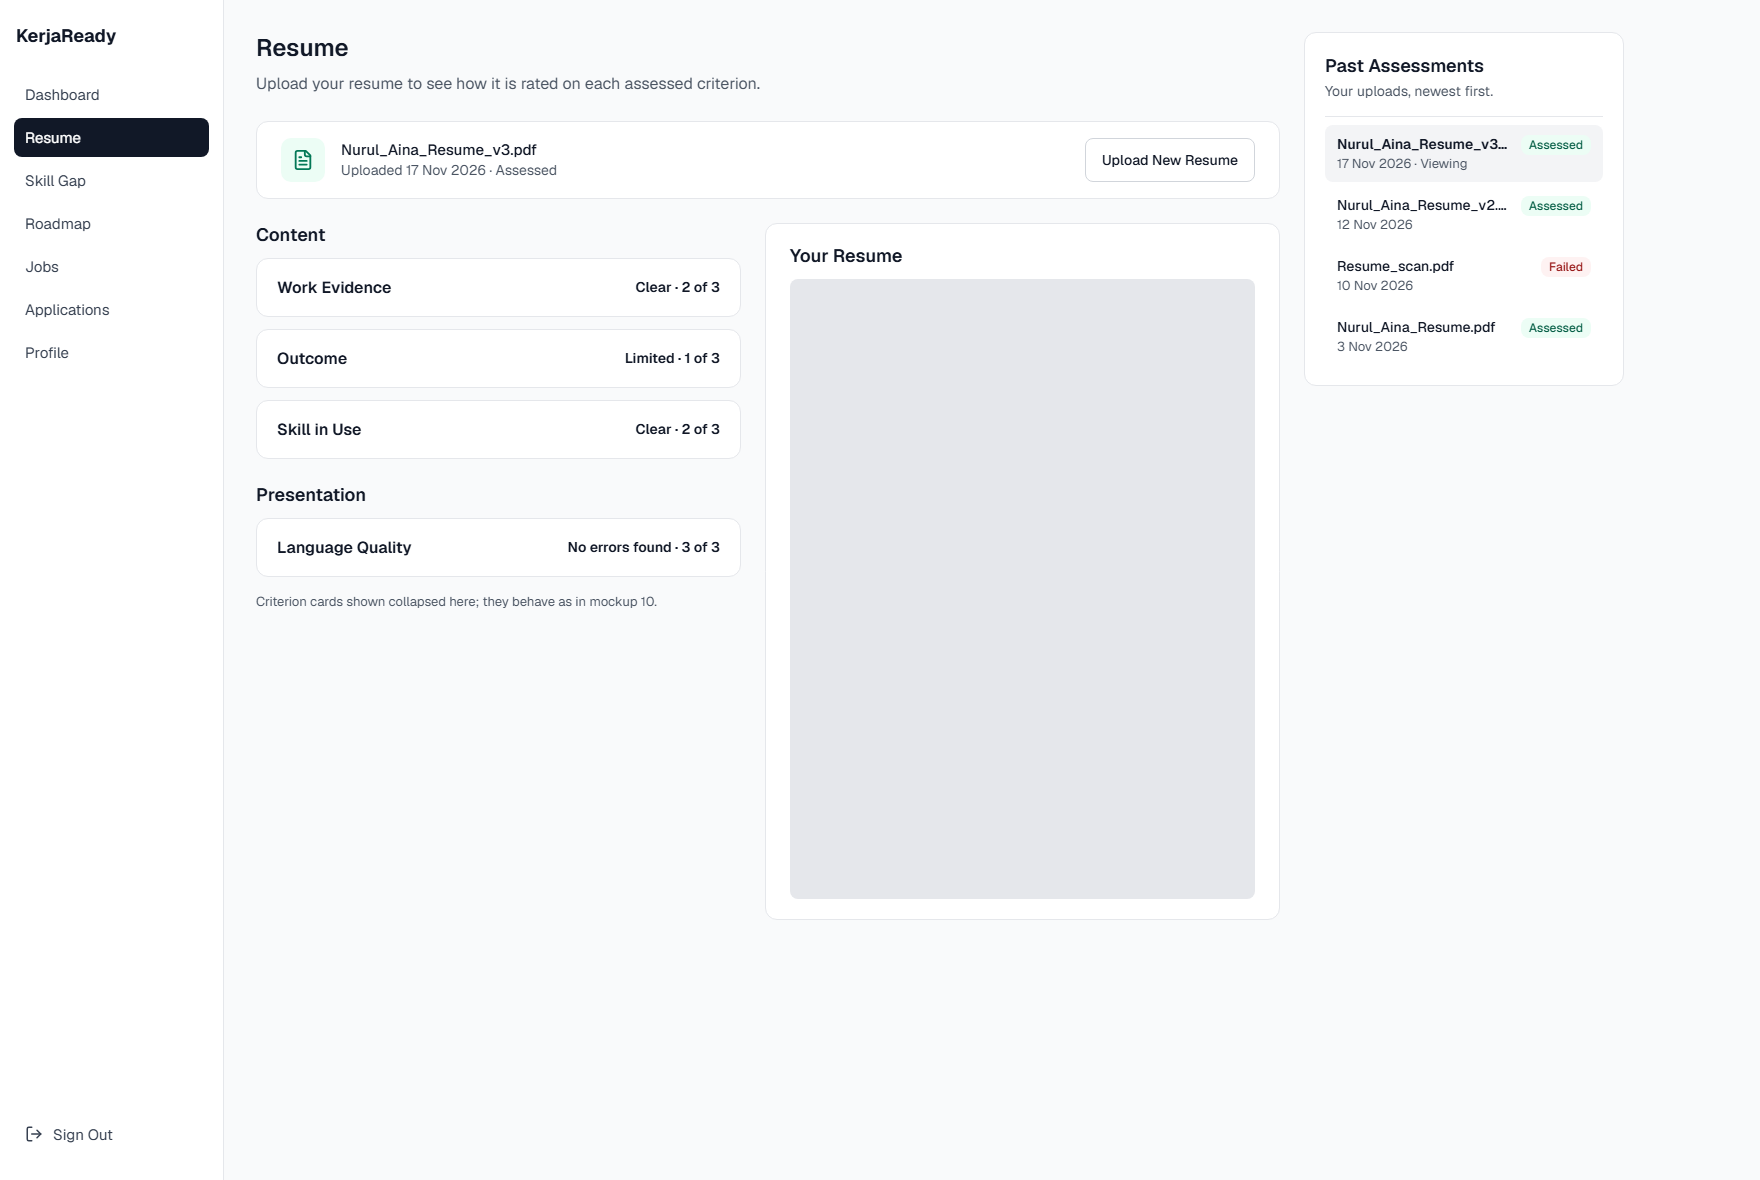 KerjaReady
Dashboard
Resume
Skill Gap
Roadmap
Jobs
Applications
Profile
Sign Out
Resume
Upload your resume to see how it is rated on each assessed criterion.
Nurul_Aina_Resume_v3.pdf
Uploaded 17 Nov 2026 · Assessed
Upload New Resume
Content
Work Evidence
Clear · 2 of 3
Outcome
Limited · 1 of 3
Skill in Use
Clear · 2 of 3
Presentation
Language Quality
No errors found · 3 of 3
Criterion cards shown collapsed here; they behave as in mockup 10.
Your Resume
Past Assessments
Your uploads, newest first.
Nurul_Aina_Resume_v3...
Assessed
17 Nov 2026 · Viewing
Nurul_Aina_Resume_v2....
Assessed
12 Nov 2026
Resume_scan.pdf
Failed
10 Nov 2026
Nurul_Aina_Resume.pdf
Assessed
3 Nov 2026